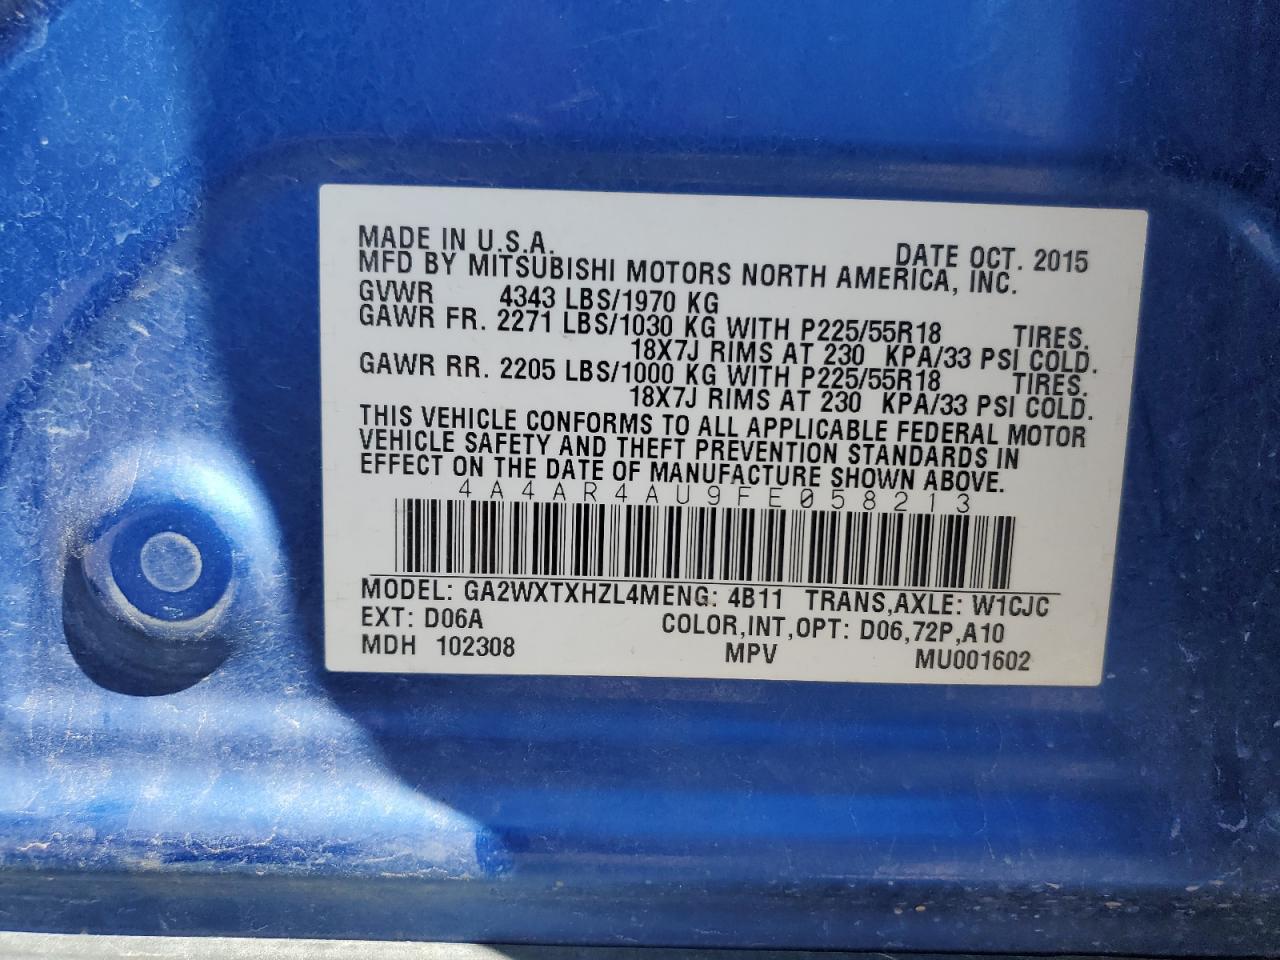 MADE IN U.S.A. DATE OCT. 2015
MFD BY MITSUBISHI MOTORS NORTH AMERICA, INC.
GVWR 4343 LBS/1970 KG
GAWR FR. 2271 LBS/1030 KG WITH P225/55R18 TIRES.
18X7J RIMS AT 230 KPA/33 PSI COLD.
GAWR RR. 2205 LBS/1000 KG WITH P225/55R18 TIRES.
18X7J RIMS AT 230 KPA/33 PSI COLD.
THIS VEHICLE CONFORMS TO ALL APPLICABLE FEDERAL MOTOR
VEHICLE SAFETY AND THEFT PREVENTION STANDARDS IN
EFFECT ON THE DATE OF MANUFACTURE SHOWN ABOVE.
4A4AR4AU9FE058213
MODEL: GA2WXTXHZL4MENG: 4B11 TRANS,AXLE: W1CJC
EXT: D06A COLOR,INT,OPT: D06,72P,A10
MDH 102308 MPV MU001602